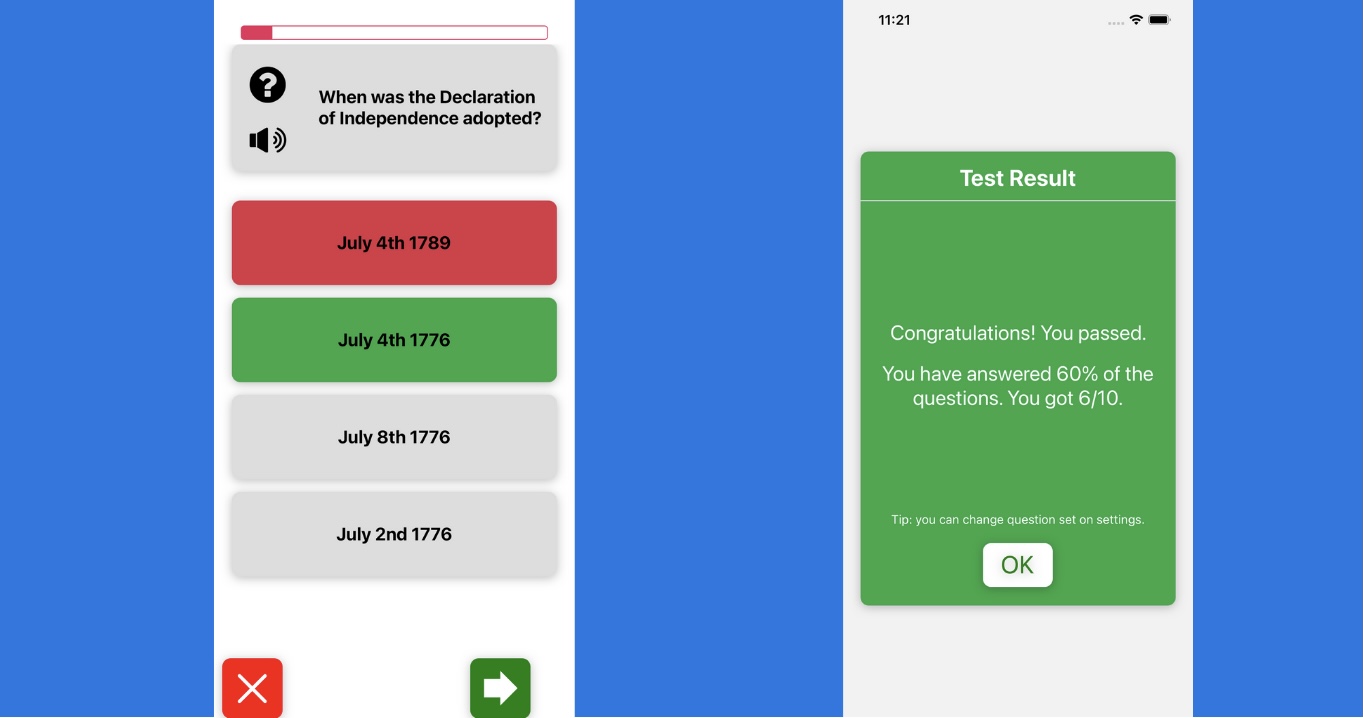 When was the Declaration
of Independence adopted?
July 4th 1789
July 4th 1776
July 8th 1776
July 2nd 1776
11:21
Test Result
Congratulations! You passed.
You have answered 60% of the
questions. You got 6/10.
Tip: you can change question set on settings.
OK